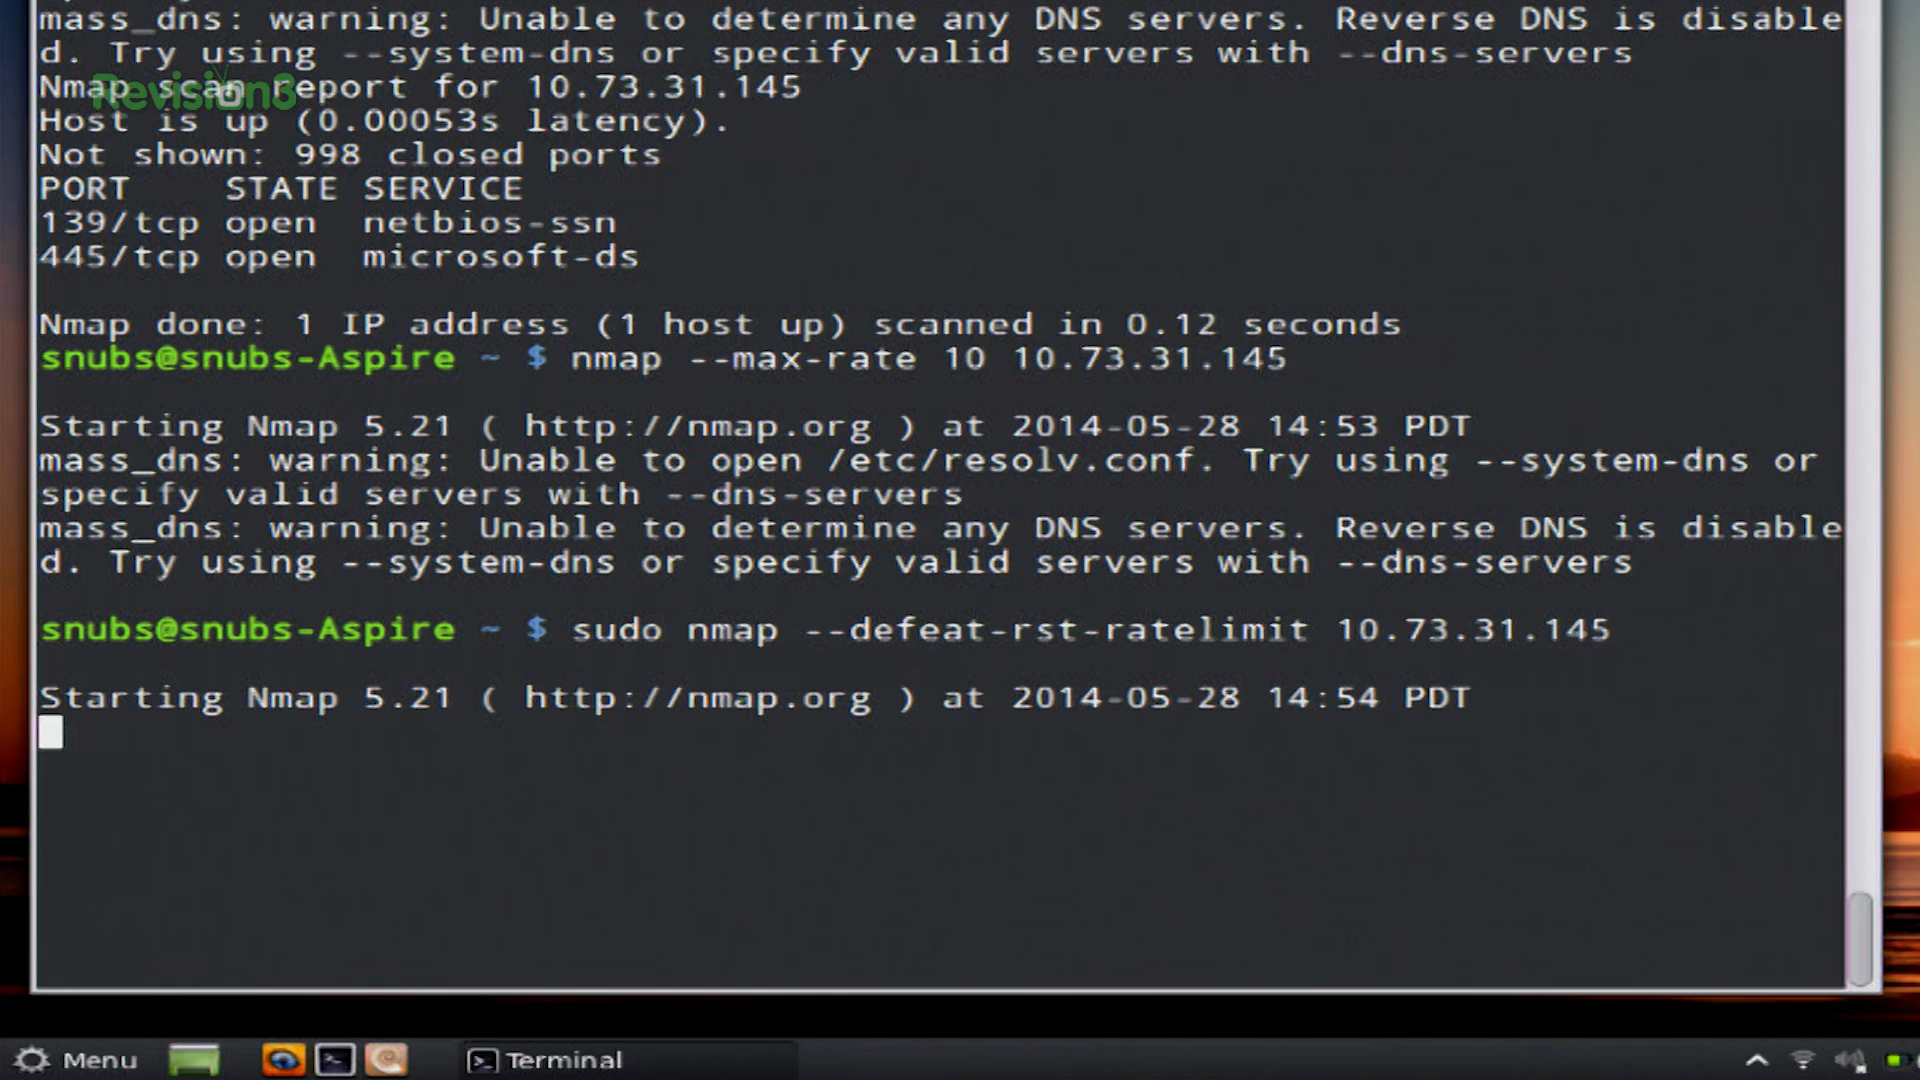 mass_dns: warning: Unable to determine any DNS servers. Reverse DNS is disable
d. Try using --system-dns or specify valid servers with --dns-servers
Revision3
Nmap scan report for 10.73.31.145
Host is up (0.00053s latency).
Not shown: 998 closed ports
PORT    STATE SERVICE
139/tcp open  netbios-ssn
445/tcp open  microsoft-ds
Nmap done: 1 IP address (1 host up) scanned in 0.12 seconds
snubs@snubs-Aspire ~ $ nmap --max-rate 10 10.73.31.145
Starting Nmap 5.21 ( http://nmap.org ) at 2014-05-28 14:53 PDT
mass_dns: warning: Unable to open /etc/resolv.conf. Try using --system-dns or
specify valid servers with --dns-servers
mass_dns: warning: Unable to determine any DNS servers. Reverse DNS is disable
d. Try using --system-dns or specify valid servers with --dns-servers
snubs@snubs-Aspire ~ $ sudo nmap --defeat-rst-ratelimit 10.73.31.145
Starting Nmap 5.21 ( http://nmap.org ) at 2014-05-28 14:54 PDT
Menu
Terminal